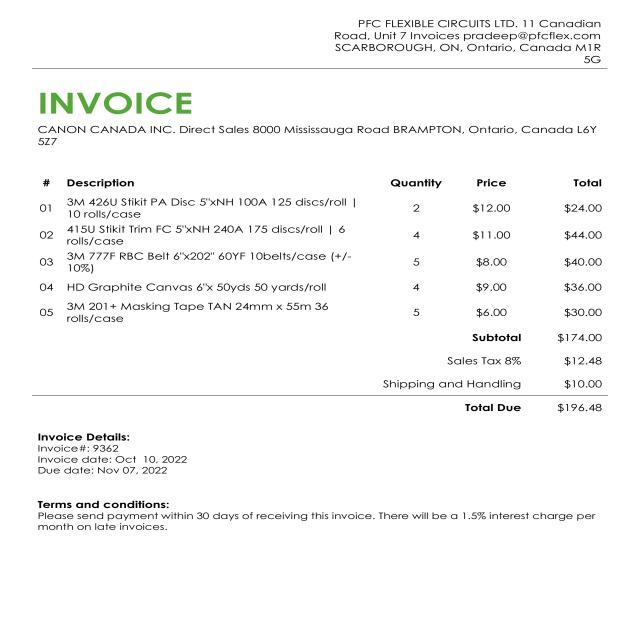 PFC FLEXIBLE CIRCUITS LTD. 11 Canadian
Road, Unit 7 Invoices pradeep@pfcflex.com
SCARBOROUGH, ON, Ontario, Canada M1R
5G
INVOICE
CANON CANADA INC. Direct Sales 8000 Mississauga Road BRAMPTON, Ontario, Canada L6Y
5Z7
# Description Quantity Price Total
01 3M 426U Stikit PA Disc 5"xNH 100A 125 discs/roll |
10 rolls/case 2 $12.00 $24.00
02 415U Stikit Trim FC 5"xNH 240A 175 discs/roll | 6
rolls/case 4 $11.00 $44.00
03 3M 777F RBC Belt 6"x202" 60YF 10belts/case (+/-
10%) 5 $8.00 $40.00
04 HD Graphite Canvas 6"x 50yds 50 yards/roll 4 $9.00 $36.00
05 3M 201+ Masking Tape TAN 24mm x 55m 36
rolls/case 5 $6.00 $30.00
Subtotal $174.00
Sales Tax 8% $12.48
Shipping and Handling $10.00
Total Due $196.48
Invoice Details:
Invoice#: 9362
Invoice date: Oct  10, 2022
Due date: Nov 07, 2022
Terms and conditions:
Please send payment within 30 days of receiving this invoice. There will be a 1.5% interest charge per
month on late invoices.